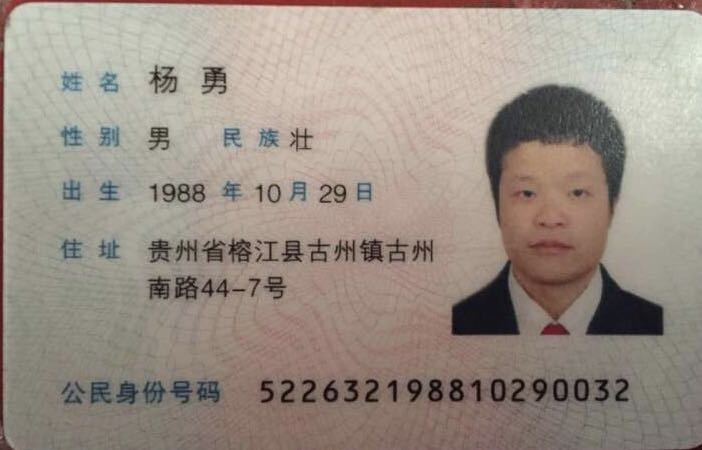 姓名 杨勇
性别 男 民族 壮
出生 1988 年 10 月 29 日
住址 贵州省榕江县古州镇古州
南路44-7号
公民身份号码 522632198810290032